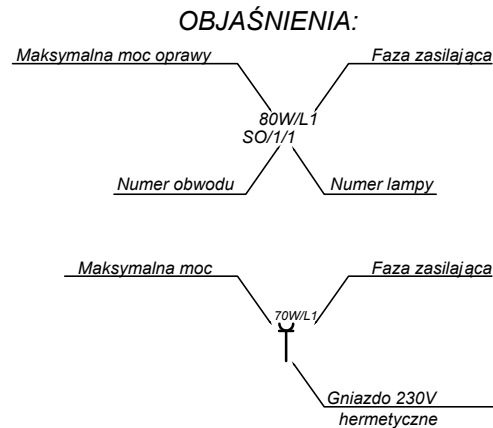 OBJAŚNIENIA:
Maksymalna moc oprawy
Faza zasilająca
80W/L1
SO/1/1
Numer obwodu
Numer lampy
Maksymalna moc
Faza zasilająca
70W/L1
Gniazdo 230V
hermetyczne